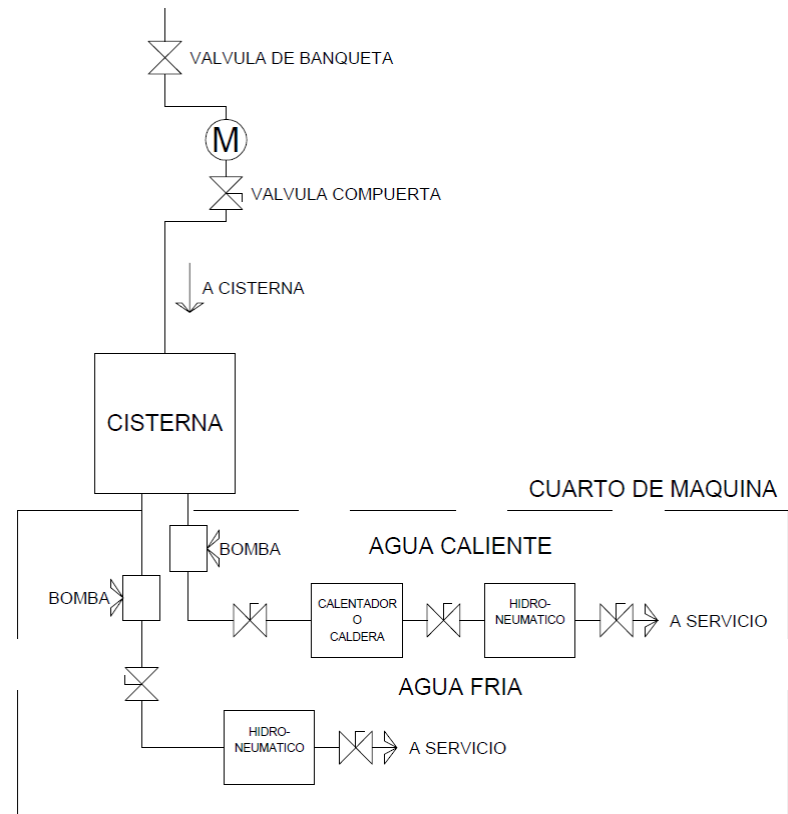 VALVULA DE BANQUETA
M
VALVULA COMPUERTA
A CISTERNA
CISTERNA
CUARTO DE MAQUINA
AGUA CALIENTE
BOMBA
BOMBA
CALENTADOR
O
CALDERA
HIDRO-
NEUMATICO
A SERVICIO
AGUA FRIA
HIDRO-
NEUMATICO
A SERVICIO